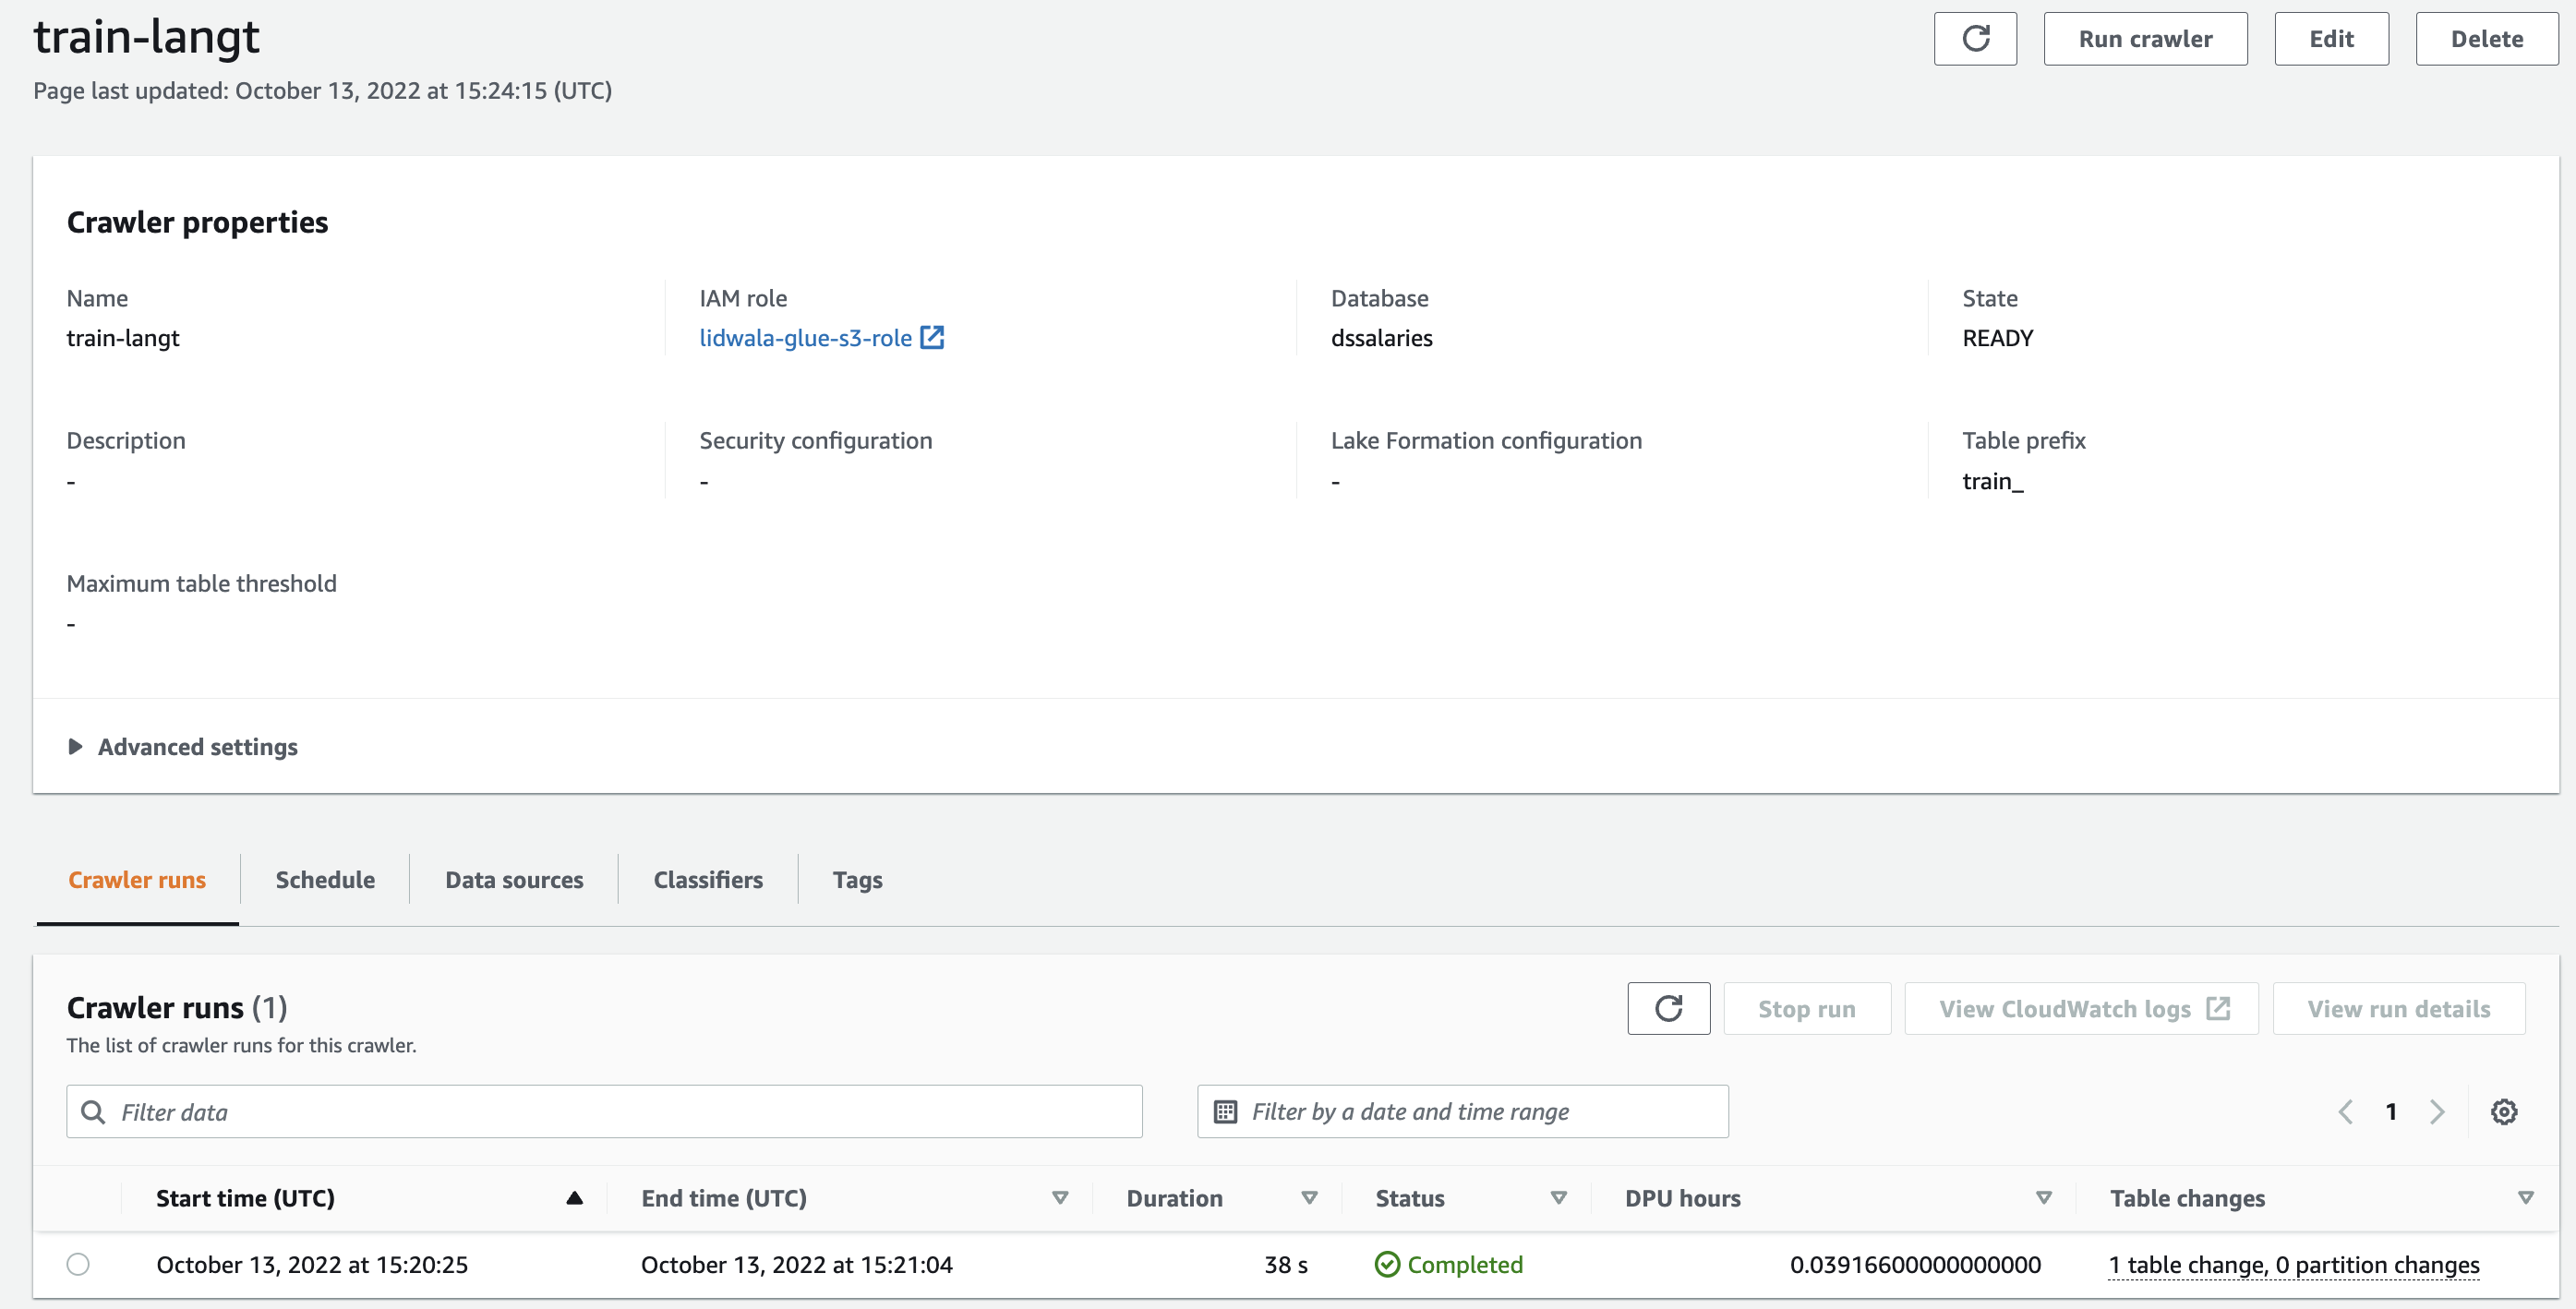 train-langt
Run crawler
Edit
Delete
Page last updated: October 13, 2022 at 15:24:15 (UTC)
Crawler properties
Name
IAM role
Database
State
train-langt
lidwala-glue-s3-role
dssalaries
READY
Description
Security configuration
Lake Formation configuration
Table prefix
-
-
-
train_
Maximum table threshold
-
Advanced settings
Crawler runs
Schedule
Data sources
Classifiers
Tags
Crawler runs (1)
Stop run
View CloudWatch logs
View run details
The list of crawler runs for this crawler.
Filter data
Filter by a date and time range
1
Start time (UTC)
End time (UTC)
Duration
Status
DPU hours
Table changes
October 13, 2022 at 15:20:25
October 13, 2022 at 15:21:04
38 s
Completed
0.03916600000000000
1 table change, 0 partition changes